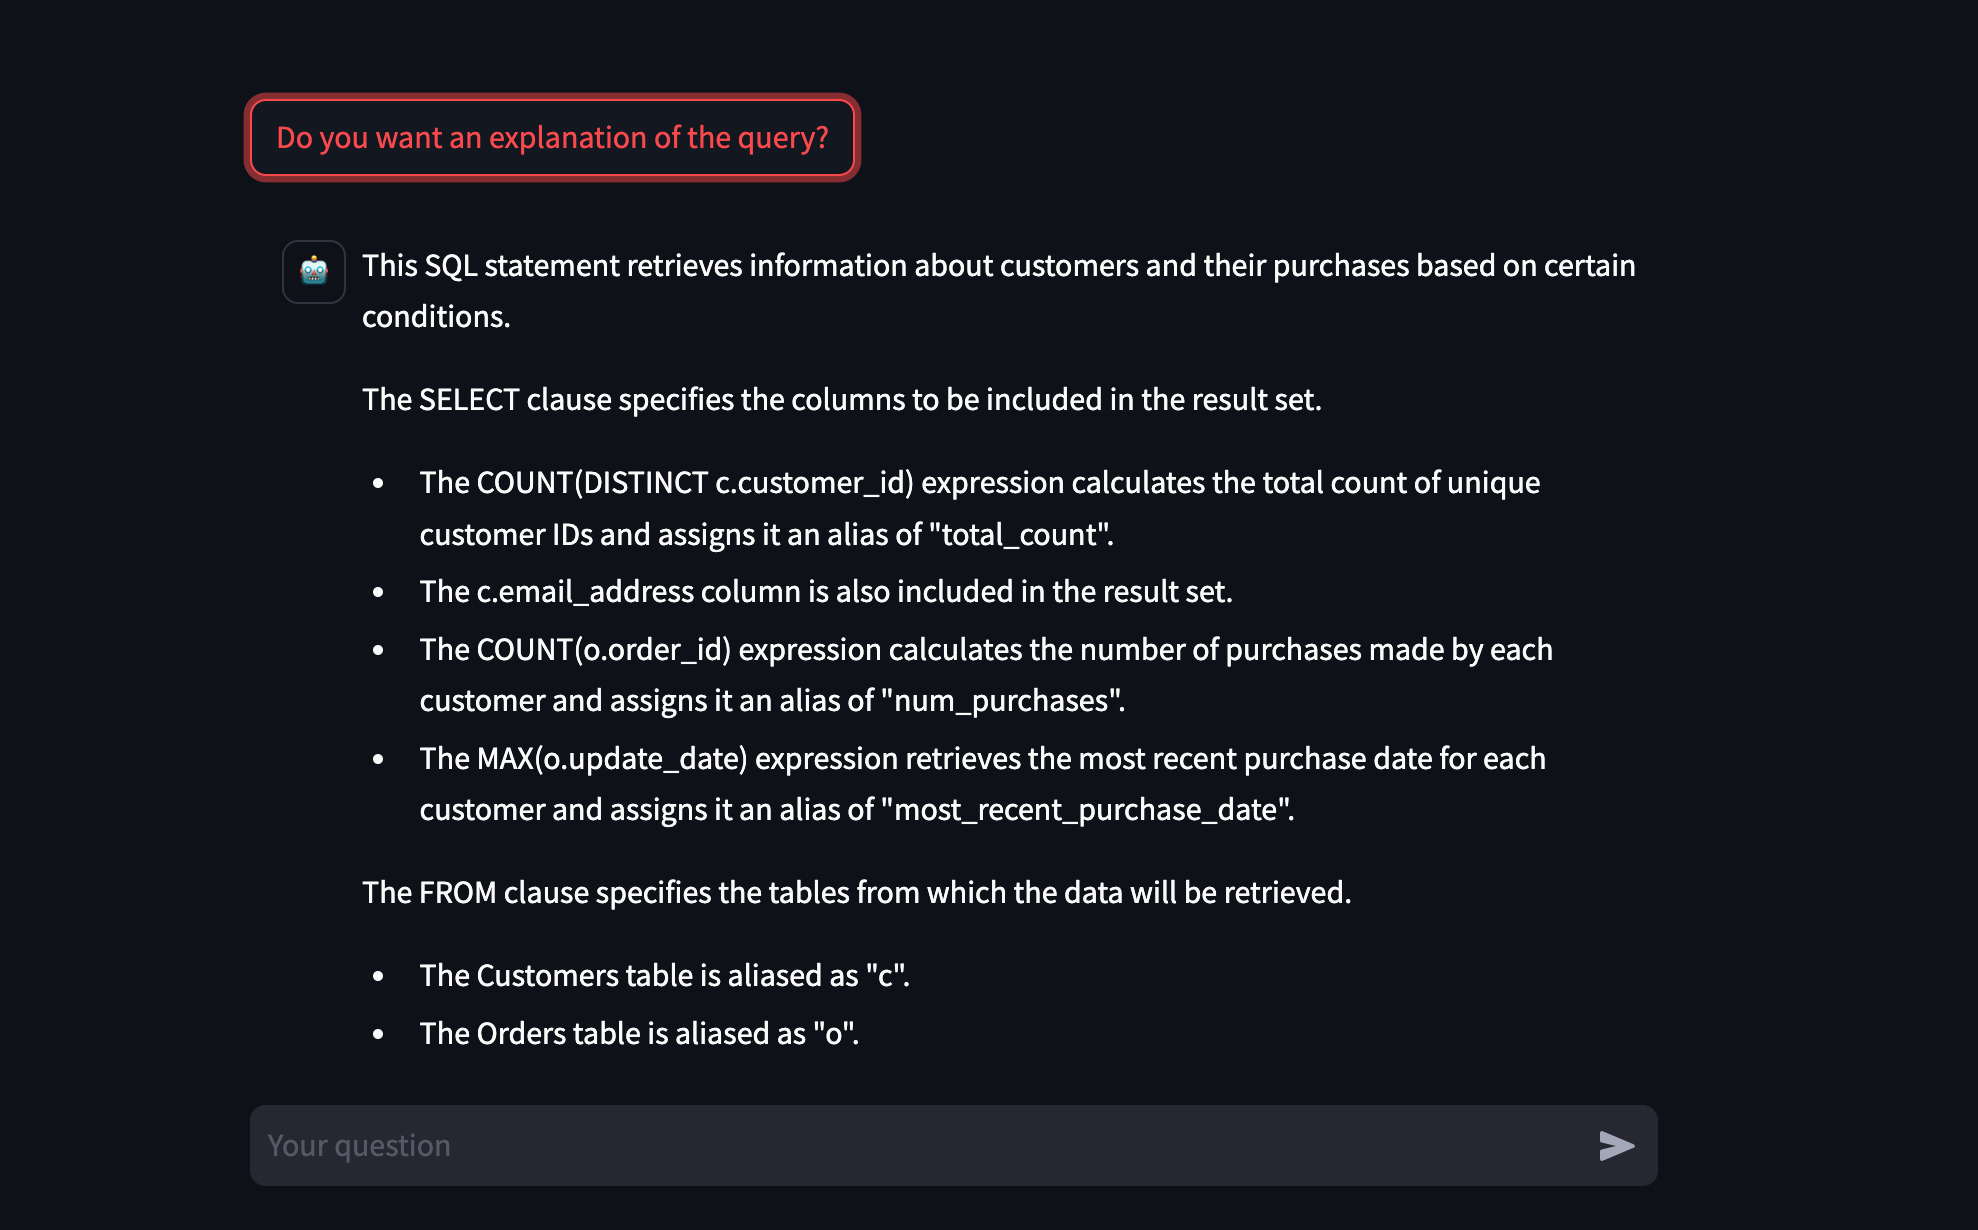 Do you want an explanation of the query?
This SQL statement retrieves information about customers and their purchases based on certain
conditions.
The SELECT clause specifies the columns to be included in the result set.
• The COUNT(DISTINCT c.customer_id) expression calculates the total count of unique
customer IDs and assigns it an alias of "total_count".
• The c.email_address column is also included in the result set.
• The COUNT(o.order_id) expression calculates the number of purchases made by each
customer and assigns it an alias of "num_purchases".
• The MAX(o.update_date) expression retrieves the most recent purchase date for each
customer and assigns it an alias of "most_recent_purchase_date".
The FROM clause specifies the tables from which the data will be retrieved.
• The Customers table is aliased as "c".
• The Orders table is aliased as "o".
Your question